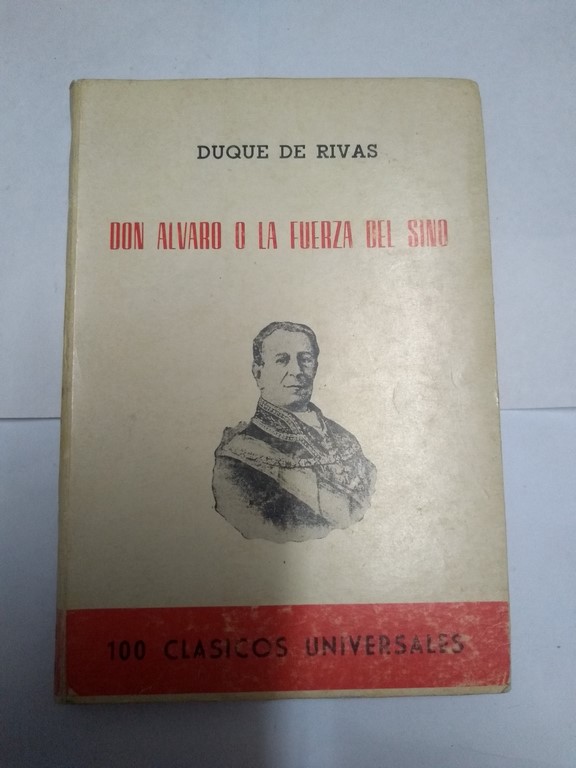 DUQUE DE RIVAS
DON ALVARO O LA FUERZA DEL SINO
100 CLASICOS UNIVERSALES